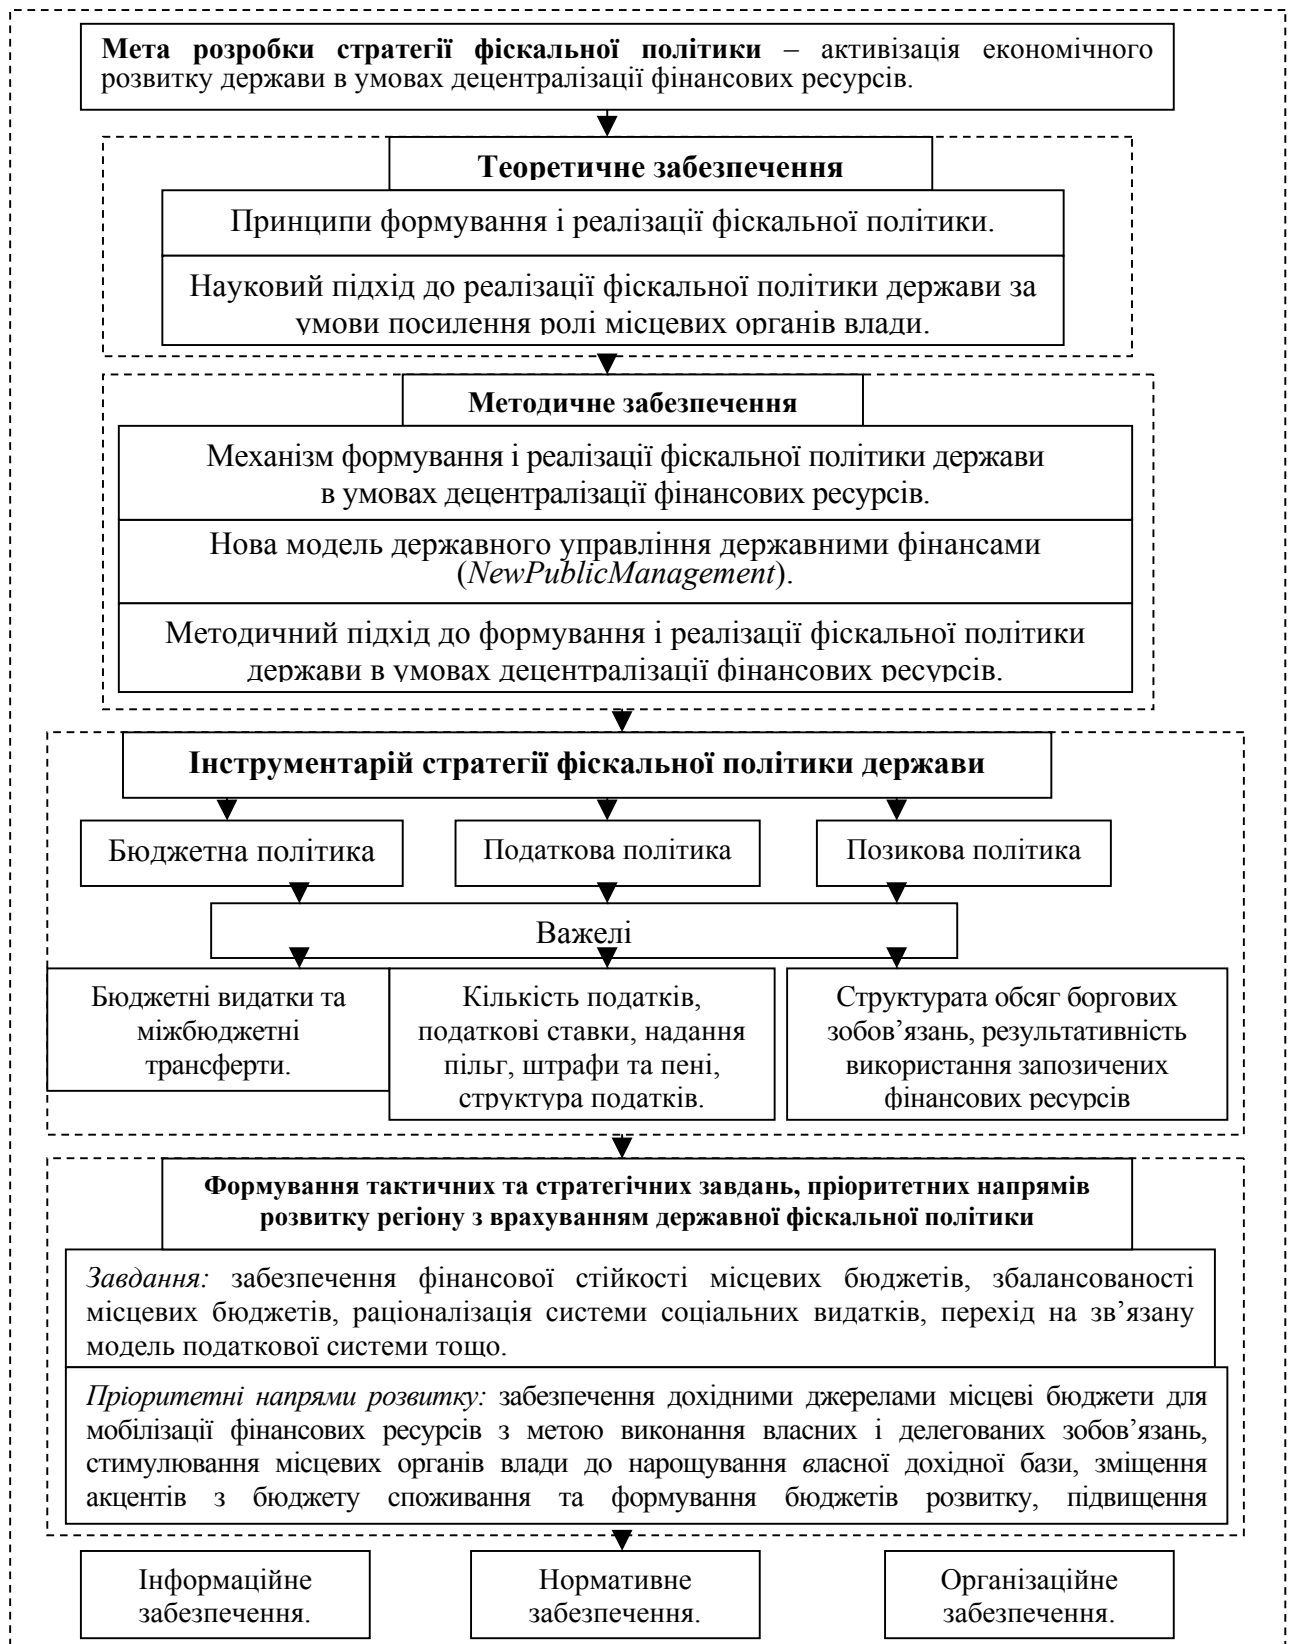 Мета розробки стратегії фіскальної політики – активізація економічного
розвитку держави в умовах децентралізації фінансових ресурсів.
Теоретичне забезпечення
Принципи формування і реалізації фіскальної політики.
Науковий підхід до реалізації фіскальної політики держави за
умови посилення ролі місцевих органів влади.
Методичне забезпечення
Механізм формування і реалізації фіскальної політики держави
в умовах децентралізації фінансових ресурсів.
Нова модель державного управління державними фінансами
(NewPublicManagement).
Методичний підхід до формування і реалізації фіскальної політики
держави в умовах децентралізації фінансових ресурсів.
Інструментарій стратегії фіскальної політики держави
Бюджетна політика
Податкова політика
Позикова політика
Важелі
Бюджетні видатки та
міжбюджетні
трансферти.
Кількість податків,
податкові ставки, надання
пільг, штрафи та пені,
структура податків.
Структурата обсяг боргових
зобов’язань, результативність
використання запозичених
фінансових ресурсів
Формування тактичних та стратегічних завдань, пріоритетних напрямів
розвитку регіону з врахуванням державної фіскальної політики
Завдання: забезпечення фінансової стійкості місцевих бюджетів, збалансованості
місцевих бюджетів, раціоналізація системи соціальних видатків, перехід на зв’язану
модель податкової системи тощо.
Пріоритетні напрями розвитку: забезпечення дохідними джерелами місцеві бюджети для
мобілізації фінансових ресурсів з метою виконання власних і делегованих зобов’язань,
стимулювання місцевих органів влади до нарощування власної дохідної бази, зміщення
акцентів з бюджету споживання та формування бюджетів розвитку, підвищення
Інформаційне
забезпечення.
Нормативне
забезпечення.
Організаційне
забезпечення.